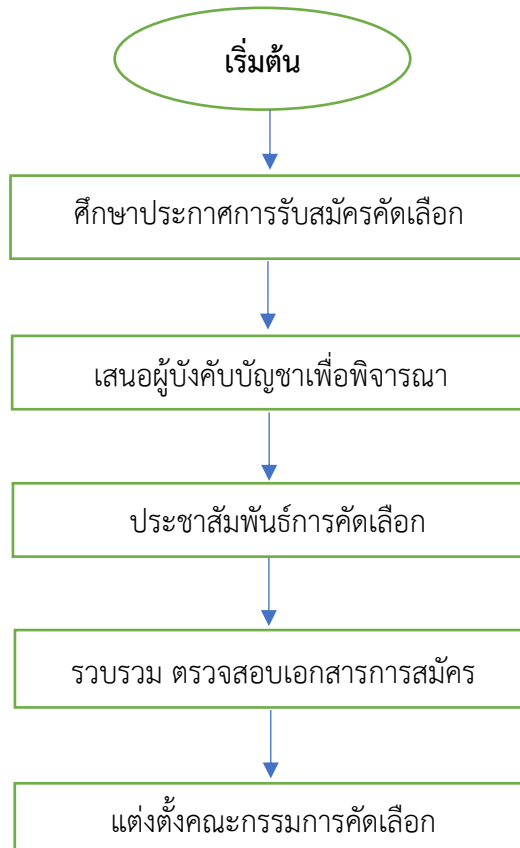 เริ่มต้น
ศึกษาประกาศการรับสมัครคัดเลือก
เสนอผู้บังคับบัญชาเพื่อพิจารณา
ประชาสัมพันธ์การคัดเลือก
รวบรวม ตรวจสอบเอกสารการสมัคร
แต่งตั้งคณะกรรมการคัดเลือก